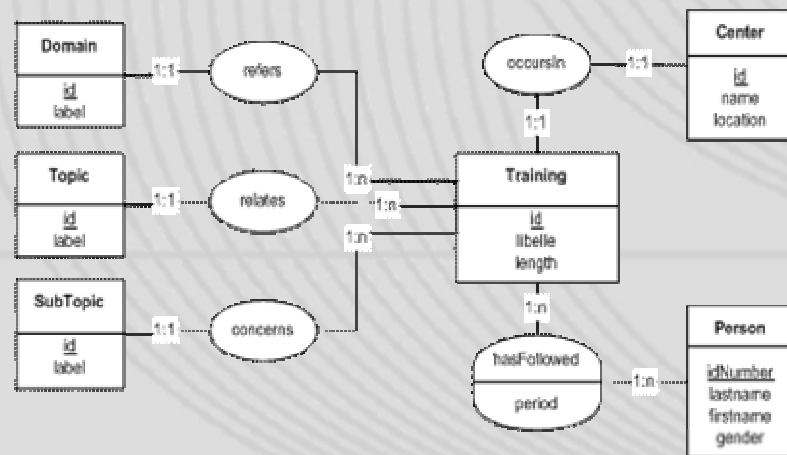 Domain
id
label
1:1
refers
1:n
Topic
id
label
1:1
relates
1:n
SubTopic
id
label
1:1
concerns
1:n
occursIn
1:1
1:1
Center
id
name
location
Training
id
libelle
length
1:n
hasFollowed
period
1:n
Person
idNumber
lastname
firstname
gender